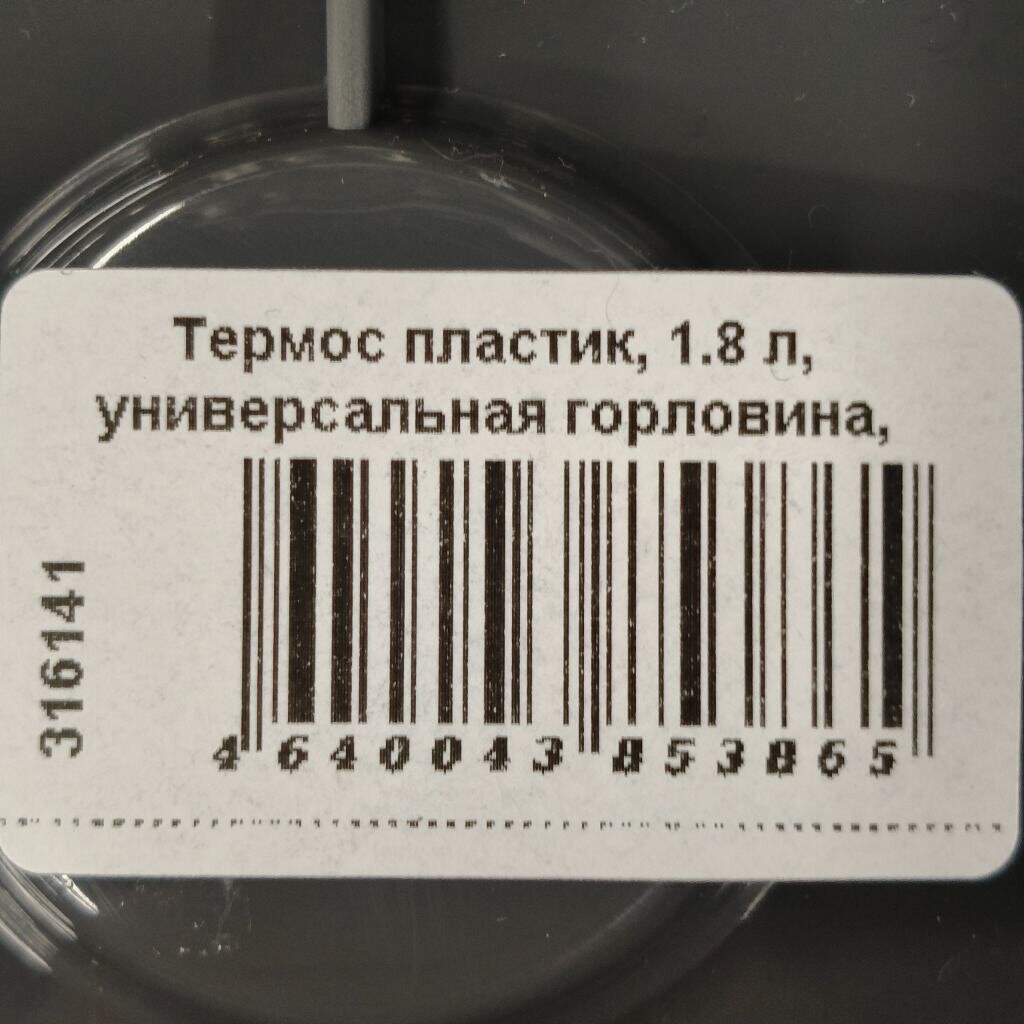 Термос пластик, 1.8 л,
универсальная горловина,
316141
4 640043 853865